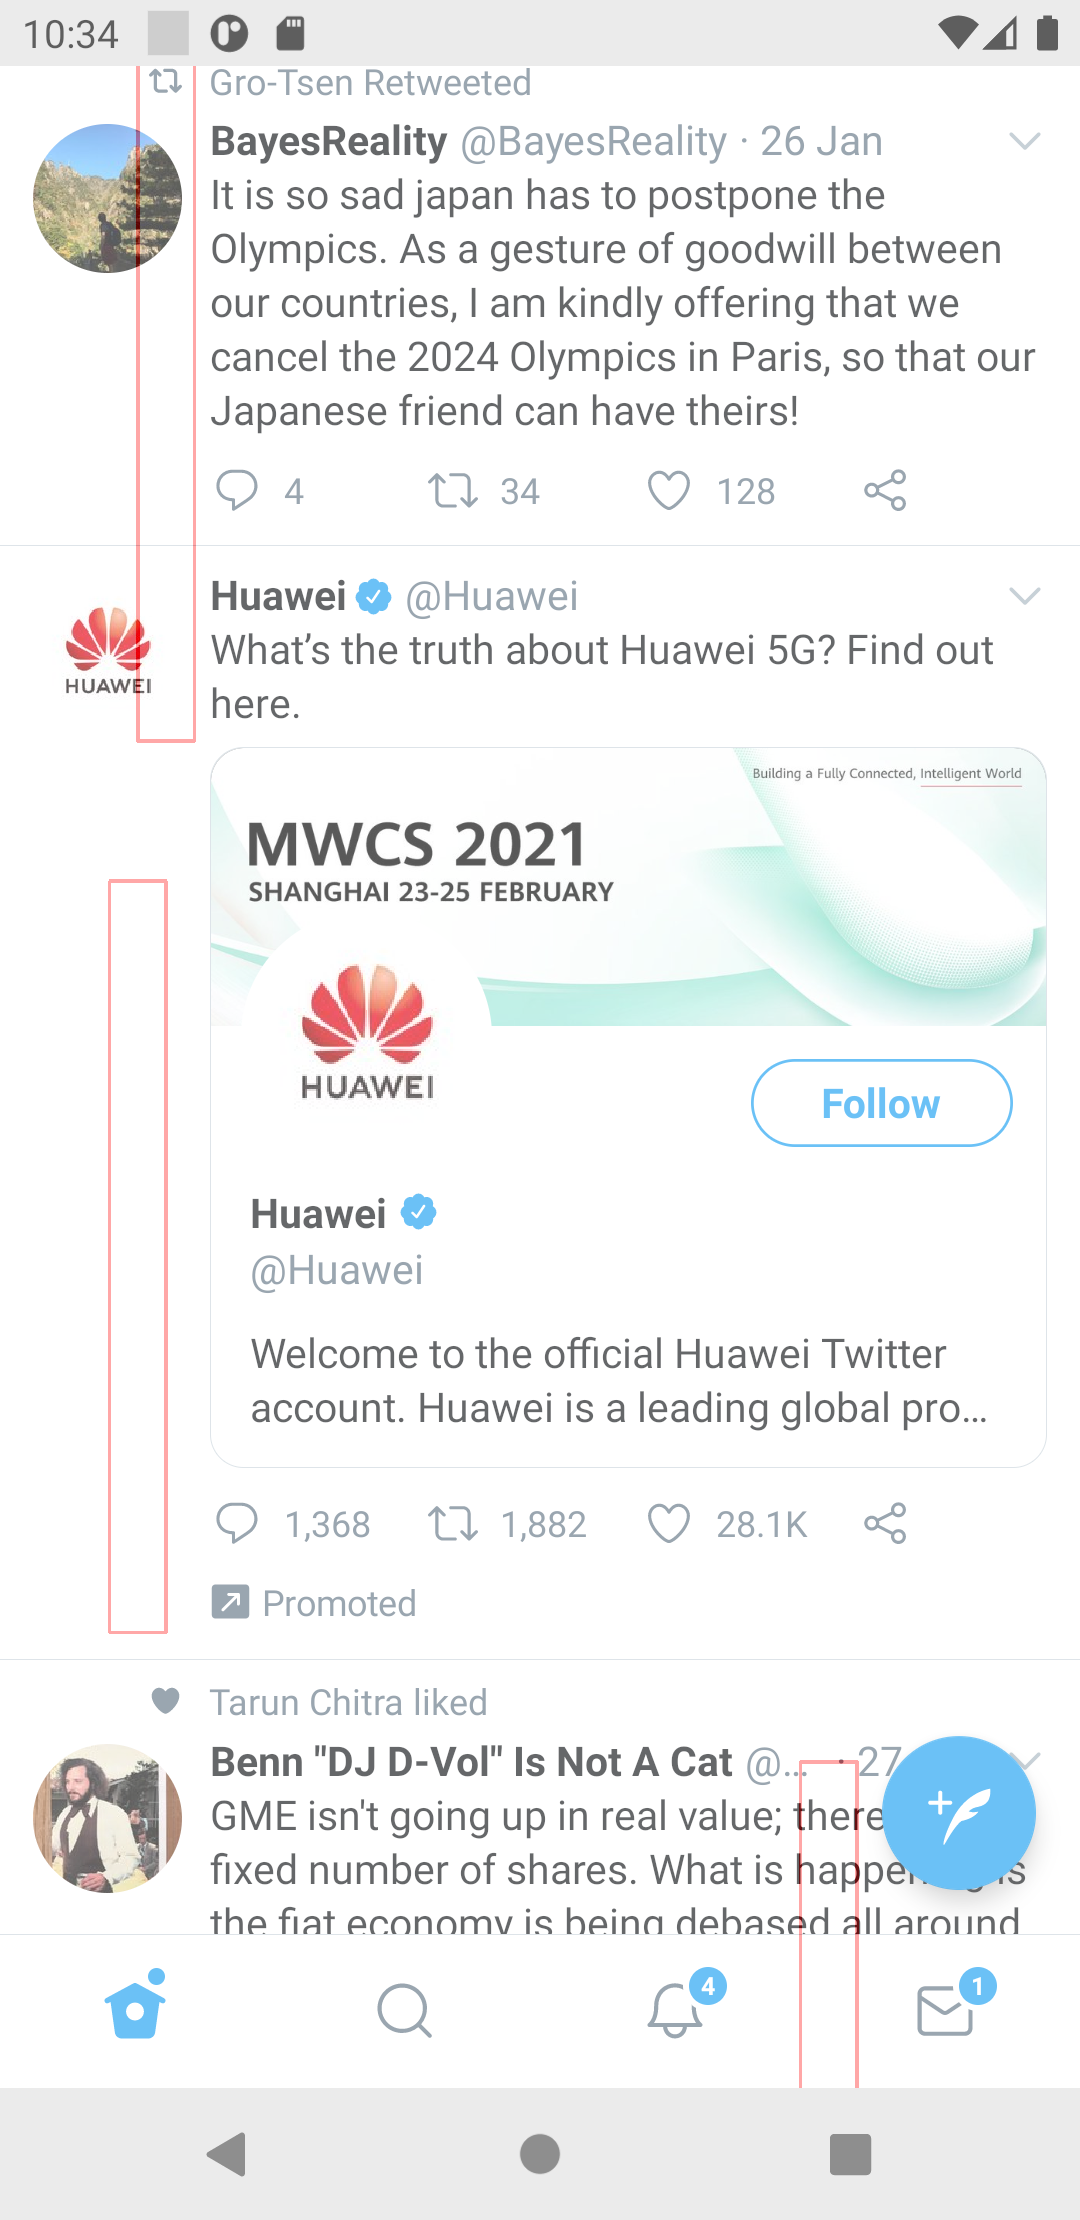 10:34
Gro-Tsen Retweeted
BayesReality @BayesReality · 26 Jan
It is so sad japan has to postpone the
Olympics. As a gesture of goodwill between
our countries, I am kindly offering that we
cancel the 2024 Olympics in Paris, so that our
Japanese friend can have theirs!
4 34 128
Huawei @Huawei
HUAWEI
What's the truth about Huawei 5G? Find out
here.
Building a Fully Connected, Intelligent World
MWCS 2021
SHANGHAI 23-25 FEBRUARY
HUAWEI
Follow
Huawei
@Huawei
Welcome to the official Huawei Twitter
account. Huawei is a leading global pro...
1,368 1,882 28.1K
Promoted
Tarun Chitra liked
Benn "DJ D-Vol" Is Not A Cat @... · 27
GME isn't going up in real value; there
fixed number of shares. What is
the fiat economy is being debased all around
4 1